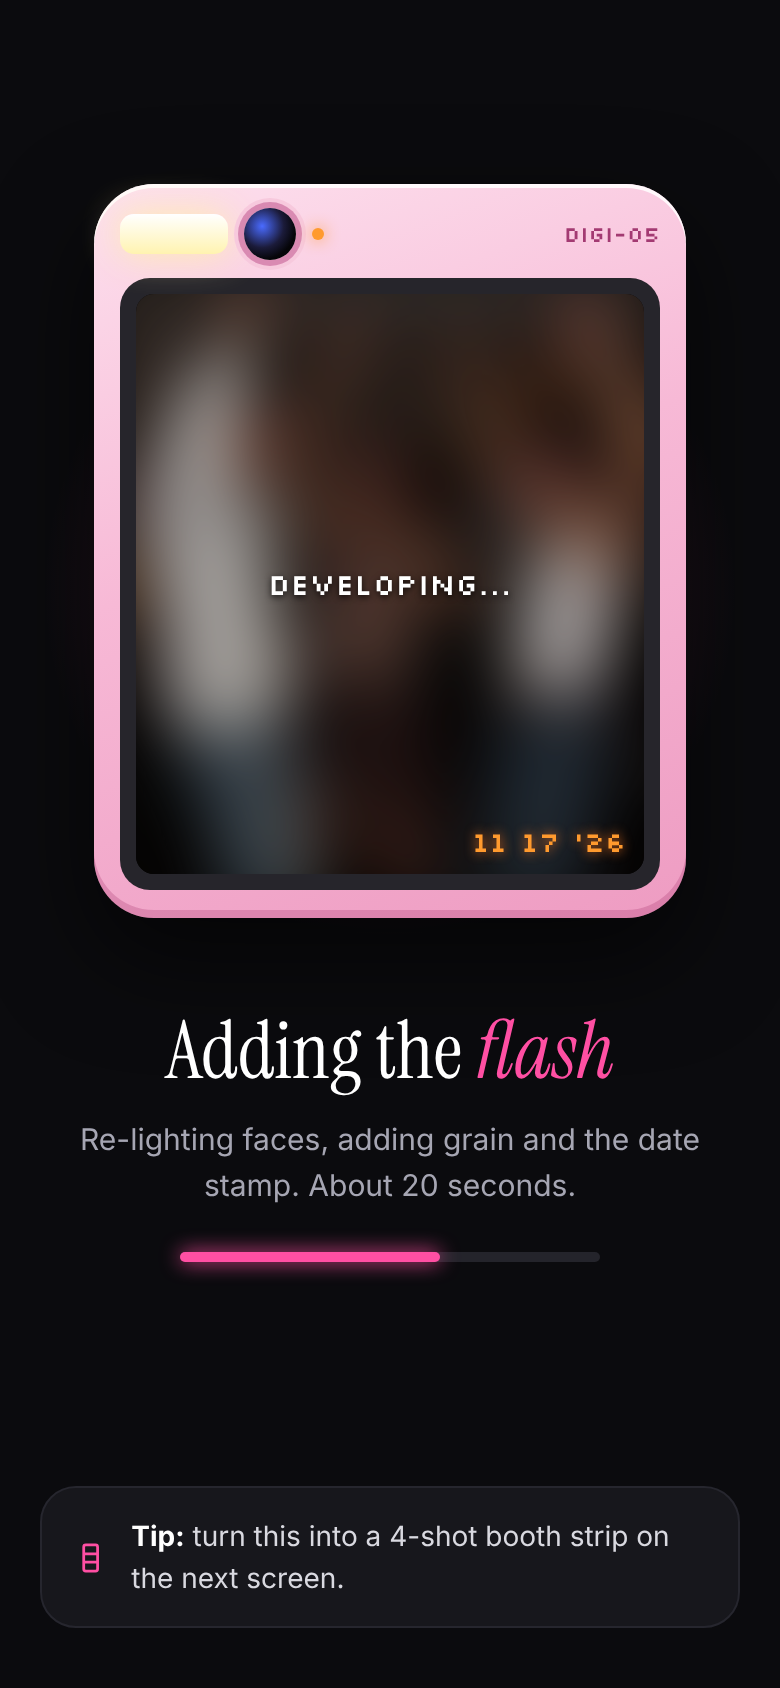 DIGI-05
DEVELOPING...
11 17 '26
Adding the flash
Re-lighting faces, adding grain and the date
stamp. About 20 seconds.
Tip: turn this into a 4-shot booth strip on
the next screen.